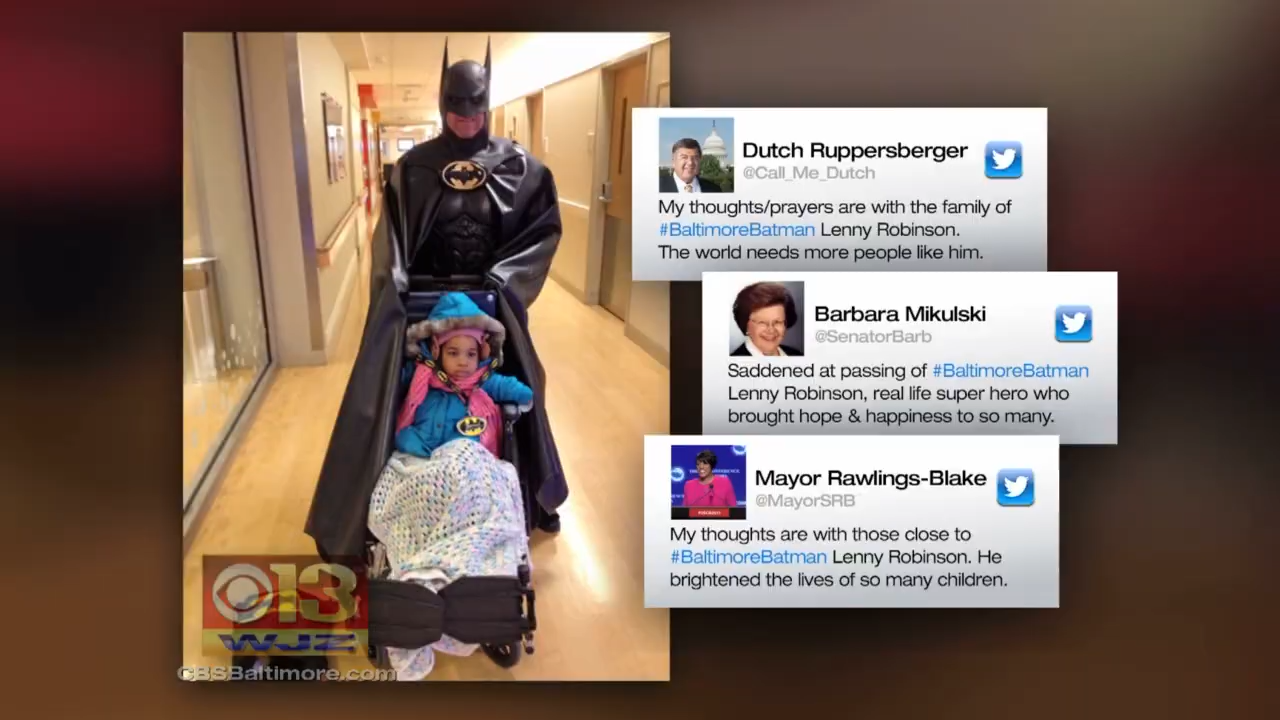 Dutch Ruppersberger
@Call_Me_Dutch
My thoughts/prayers are with the family of
#BaltimoreBatman Lenny Robinson.
The world needs more people like him.
Barbara Mikulski
@SenatorBarb
Saddened at passing of #BaltimoreBatman
Lenny Robinson, real life super hero who
brought hope & happiness to so many.
Mayor Rawlings-Blake
@MayorSRB
My thoughts are with those close to
#BaltimoreBatman Lenny Robinson. He
brightened the lives of so many children.
13
WJZ
CBSBaltimore.com